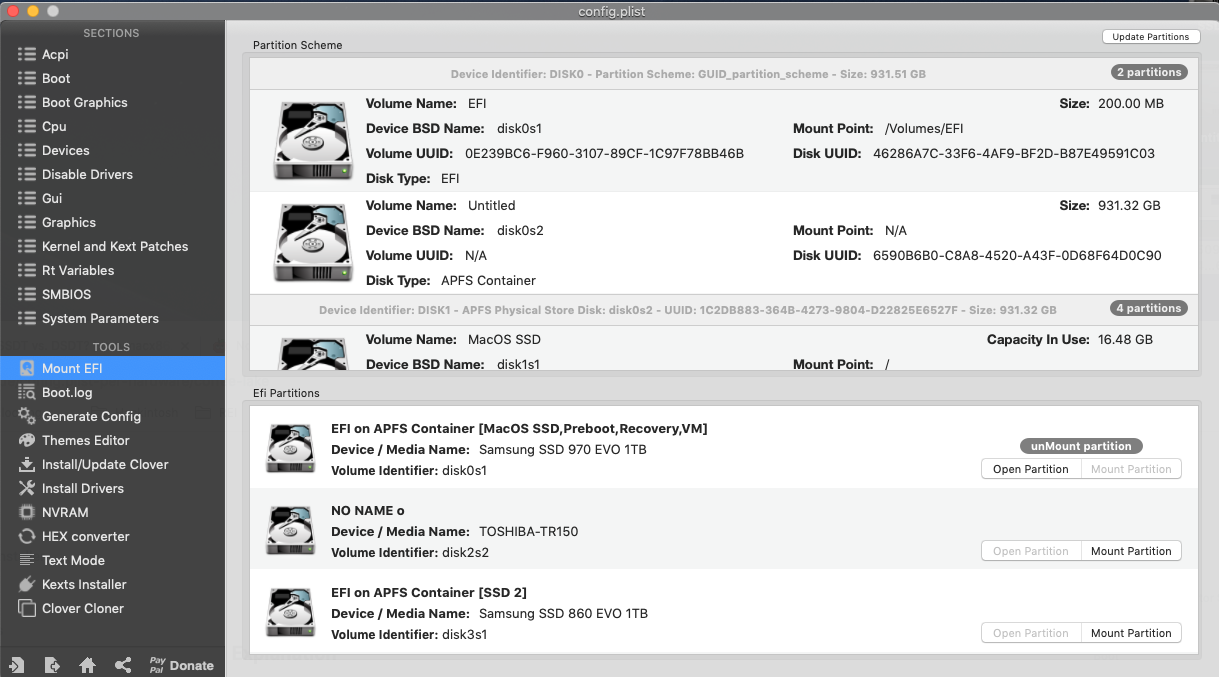 config.plist
SECTIONS
Acpi
Boot
Boot Graphics
Cpu
Devices
Disable Drivers
Gui
Graphics
Kernel and Kext Patches
Rt Variables
SMBIOS
System Parameters
TOOLS
Mount EFI
Boot.log
Generate Config
Themes Editor
Install/Update Clover
Install Drivers
NVRAM
HEX converter
Text Mode
Kexts Installer
Clover Cloner
Pay Pal Donate
Partition Scheme
Update Partitions
Device Identifier: DISK0 - Partition Scheme: GUID_partition_scheme - Size: 931.51 GB
2 partitions
Volume Name: EFI
Size: 200.00 MB
Device BSD Name: disk0s1
Mount Point: /Volumes/EFI
Volume UUID: 0E239BC6-F960-3107-89CF-1C97F78BB46B
Disk UUID: 46286A7C-33F6-4AF9-BF2D-B87E49591C03
Disk Type: EFI
Volume Name: Untitled
Size: 931.32 GB
Device BSD Name: disk0s2
Mount Point: N/A
Volume UUID: N/A
Disk UUID: 6590B6B0-C8A8-4520-A43F-0D68F64D0C90
Disk Type: APFS Container
Device Identifier: DISK1 - APFS Physical Store Disk: disk0s2 - UUID: 1C2DB883-364B-4273-9804-D22825E6527F - Size: 931.32 GB
4 partitions
Volume Name: MacOS SSD
Capacity In Use: 16.48 GB
Device BSD Name: disk1s1
Mount Point: /
Efi Partitions
EFI on APFS Container [MacOS SSD,Preboot,Recovery,VM]
Device / Media Name: Samsung SSD 970 EVO 1TB
Volume Identifier: disk0s1
unMount partition
Open Partition
Mount Partition
NO NAME o
Device / Media Name: TOSHIBA-TR150
Volume Identifier: disk2s2
Open Partition
Mount Partition
EFI on APFS Container [SSD 2]
Device / Media Name: Samsung SSD 860 EVO 1TB
Volume Identifier: disk3s1
Open Partition
Mount Partition